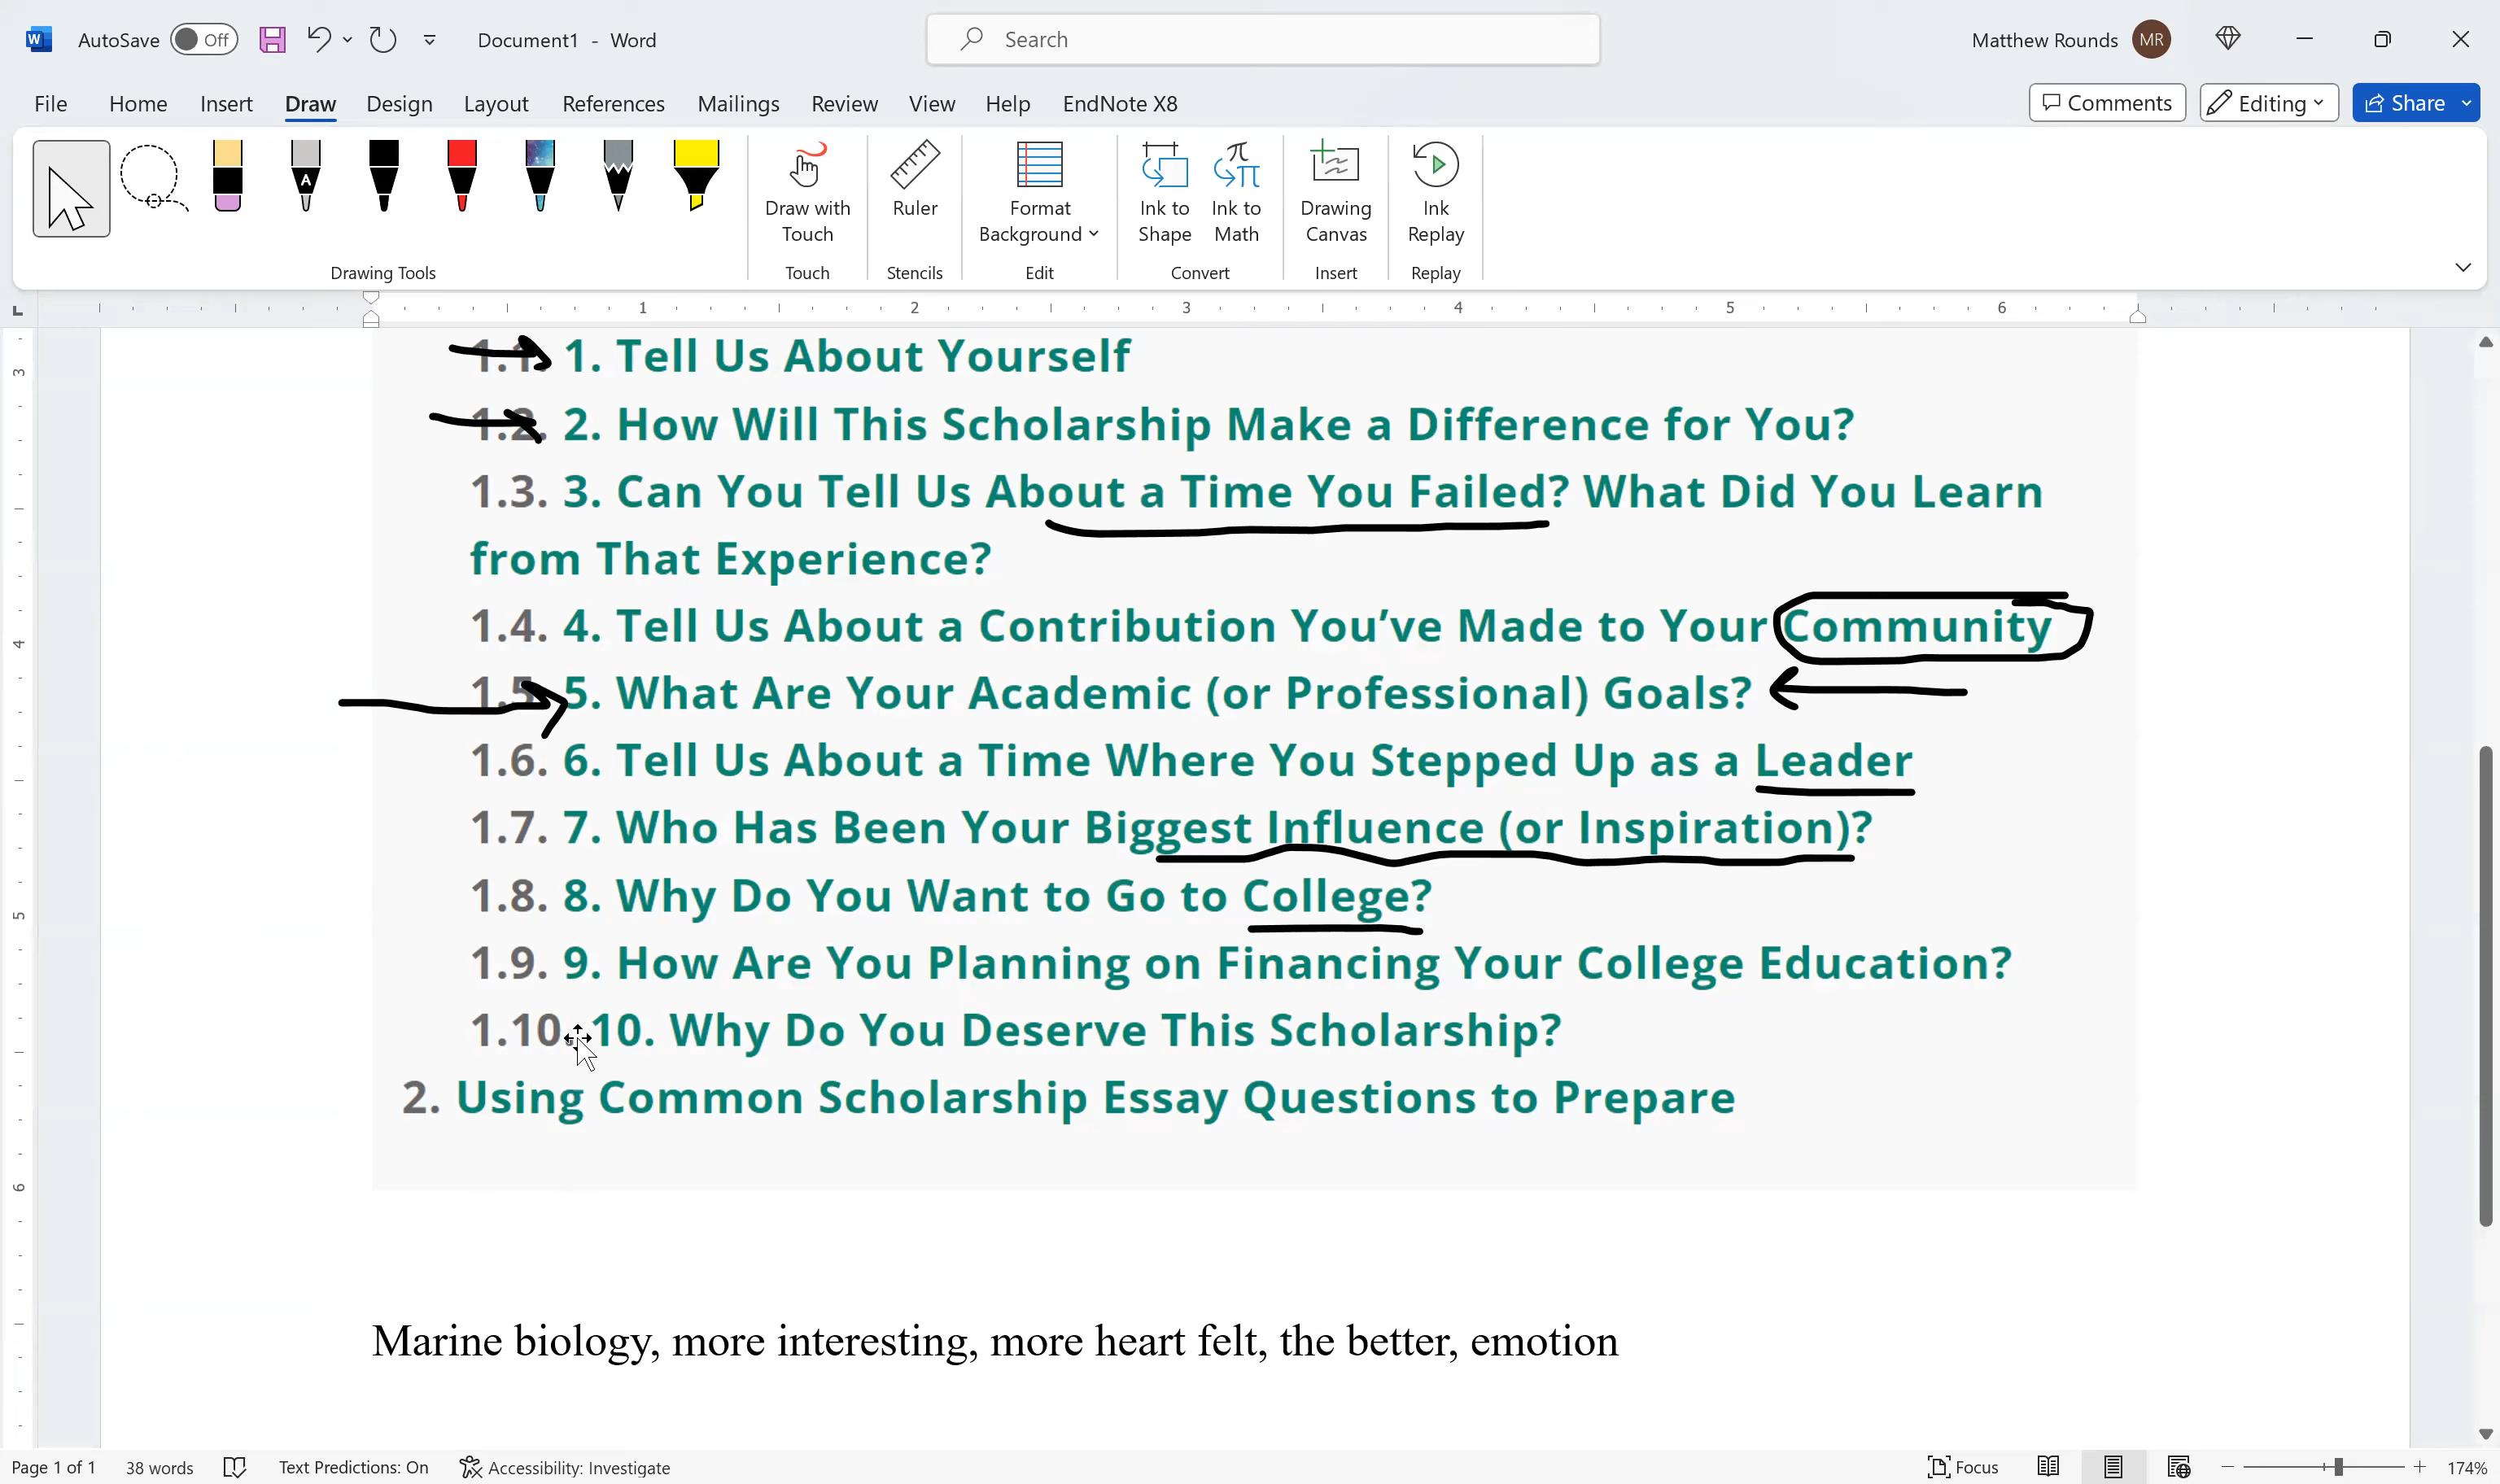 AutoSave Off Document1 - Word Search Matthew Rounds MR
File Home Insert Draw Design Layout References Mailings Review View Help EndNote X8 Comments Editing Share
Draw with Touch
Ruler
Format Background
Ink to Shape
Ink to Math
Drawing Canvas
Ink Replay
Drawing Tools Touch Stencils Edit Convert Insert Replay
1 2 3 4 5 6
1.1. 1. Tell Us About Yourself
1.2. 2. How Will This Scholarship Make a Difference for You?
1.3. 3. Can You Tell Us About a Time You Failed? What Did You Learn
from That Experience?
1.4. 4. Tell Us About a Contribution You’ve Made to Your Community
1.5 5. What Are Your Academic (or Professional) Goals?
1.6. 6. Tell Us About a Time Where You Stepped Up as a Leader
1.7. 7. Who Has Been Your Biggest Influence (or Inspiration)?
1.8. 8. Why Do You Want to Go to College?
1.9. 9. How Are You Planning on Financing Your College Education?
1.10. 10. Why Do You Deserve This Scholarship?
2. Using Common Scholarship Essay Questions to Prepare
Marine biology, more interesting, more heart felt, the better, emotion
3
4
5
6
Page 1 of 1 38 words Text Predictions: On Accessibility: Investigate Focus 174%